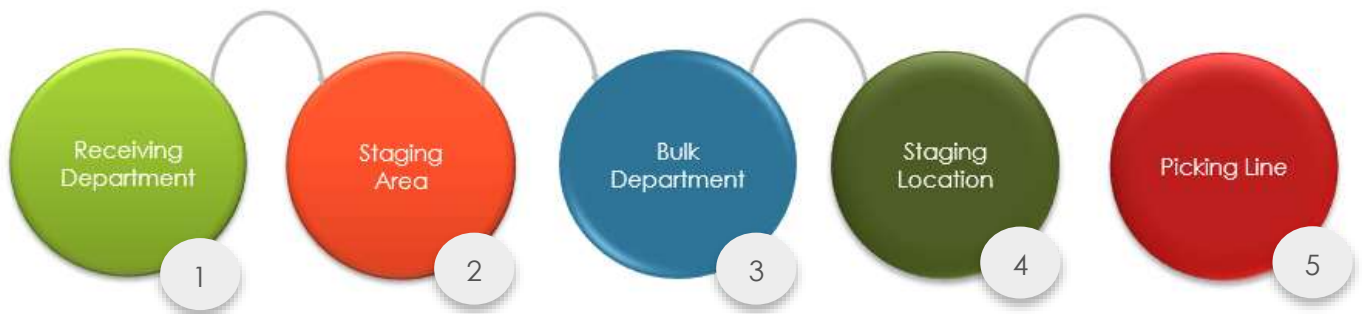 Receiving
Department
1
Staging
Area
2
Bulk
Department
3
Staging
Location
4
Picking Line
5